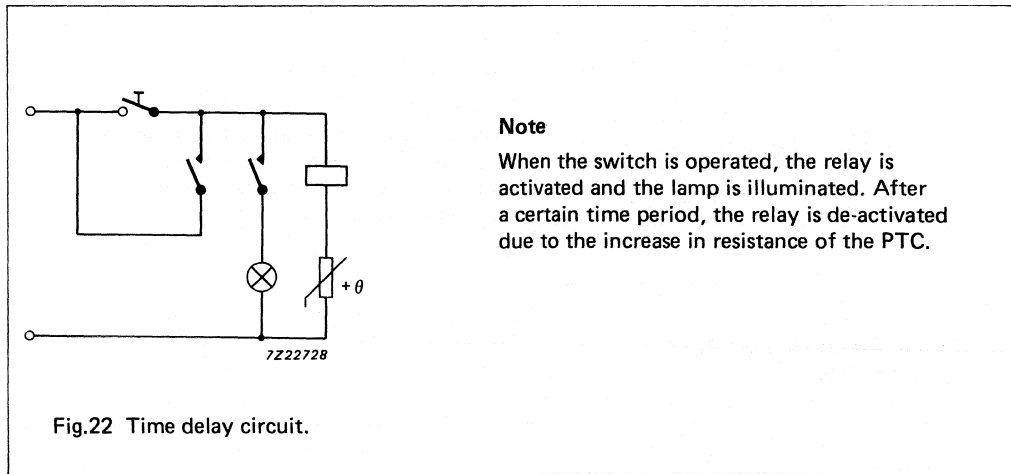 Note
When the switch is operated, the relay is
activated and the lamp is illuminated. After
a certain time period, the relay is de-activated
due to the increase in resistance of the PTC.
+ θ
7Z22728
Fig.22 Time delay circuit.